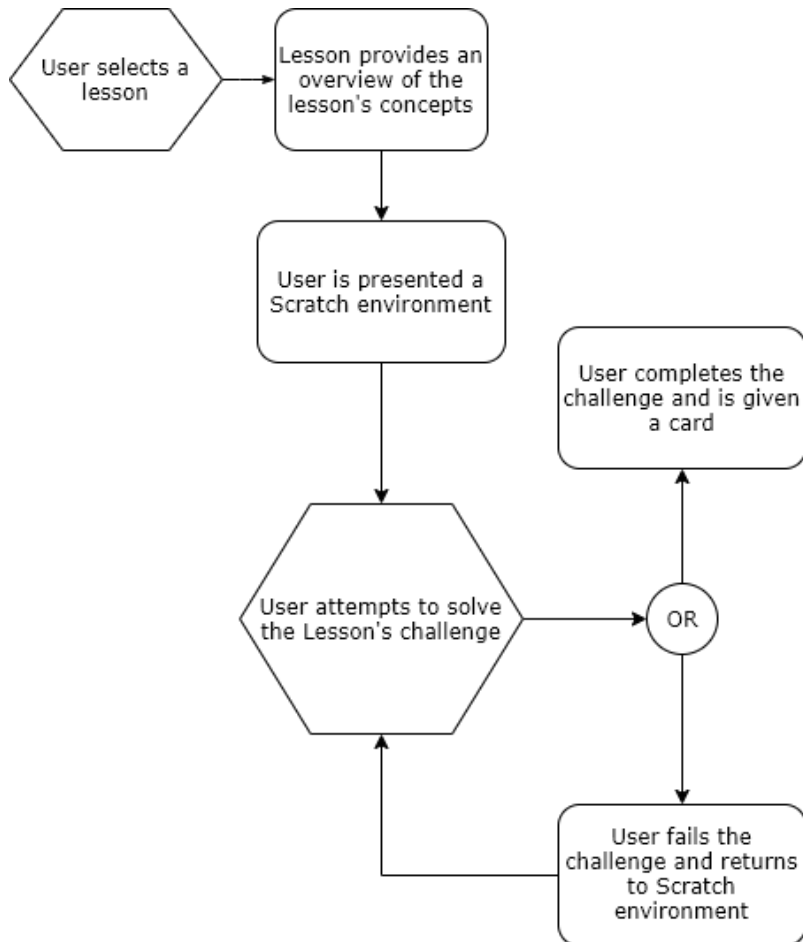 User selects a
lesson
Lesson provides an
overview of the
lesson's concepts
User is presented a
Scratch environment
User completes the
challenge and is given
a card
User attempts to solve
the Lesson's challenge
OR
User fails the
challenge and returns
to Scratch
environment